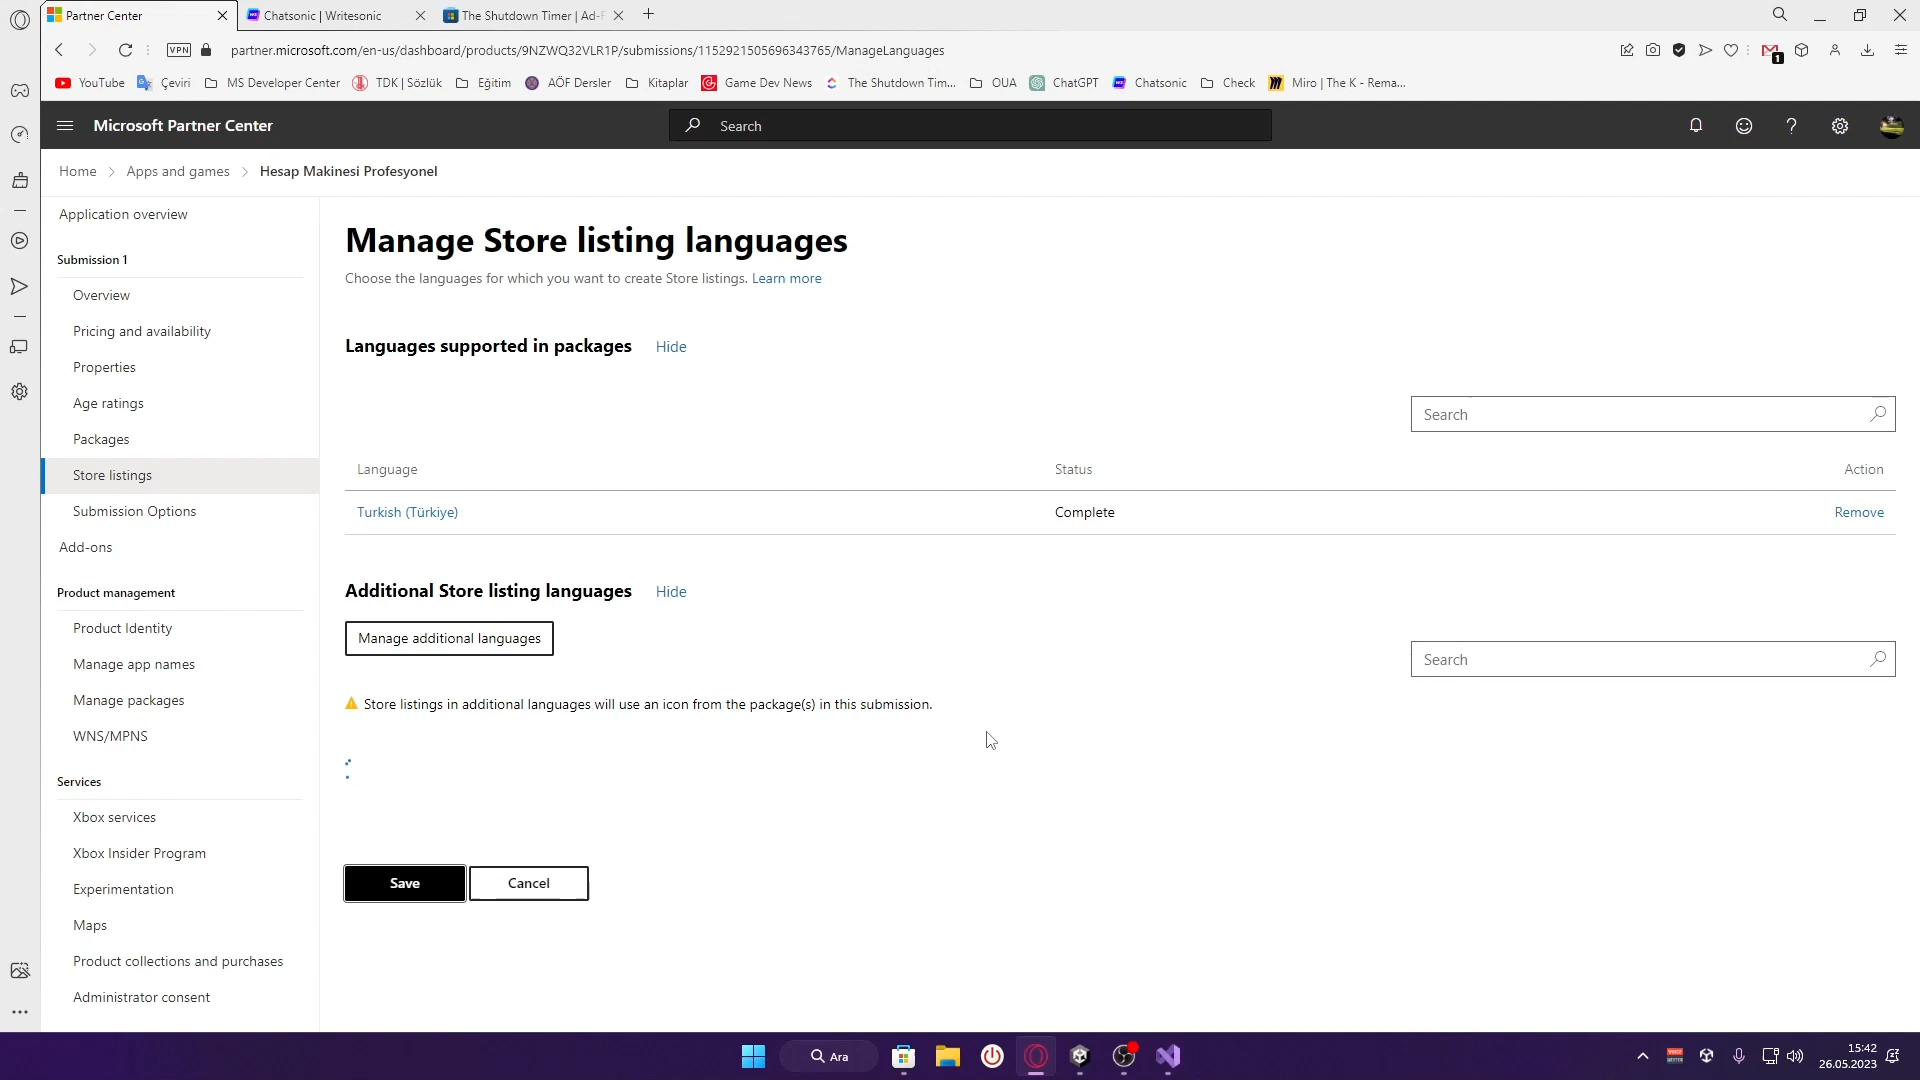 Partner Center
Chatsonic | Writesonic
The Shutdown Timer | Ad-F
VPN
partner.microsoft.com/en-us/dashboard/products/9NZWQ32VLR1P/submissions/1152921505696343765/ManageLanguages
1
YouTube
Çeviri
MS Developer Center
TDK | Sözlük
Eğitim
AÖF Dersler
Kitaplar
Game Dev News
The Shutdown Tim...
OUA
ChatGPT
Chatsonic
Check
Miro | The K - Rema...
Microsoft Partner Center
Search
Home
Apps and games
Hesap Makinesi Profesyonel
Application overview
Submission 1
Overview
Pricing and availability
Properties
Age ratings
Packages
Store listings
Submission Options
Add-ons
Product management
Product Identity
Manage app names
Manage packages
WNS/MPNS
Services
Xbox services
Xbox Insider Program
Experimentation
Maps
Product collections and purchases
Administrator consent
Manage Store listing languages
Choose the languages for which you want to create Store listings. Learn more
Languages supported in packages Hide
Search
Language Status Action
Turkish (Türkiye) Complete Remove
Additional Store listing languages Hide
Manage additional languages
Search
Store listings in additional languages will use an icon from the package(s) in this submission.
Save
Cancel
Ara
15:42
26.05.2023